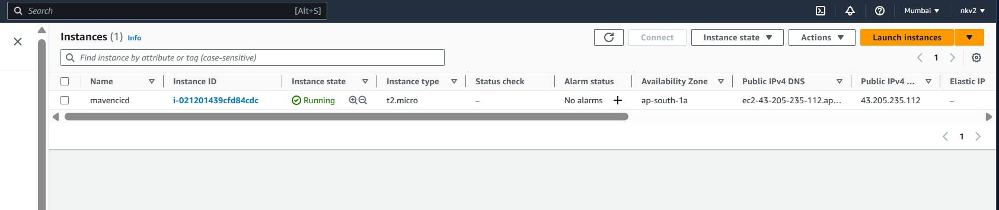 Search [Alt+S] Mumbai nkv2
Instances (1) Info Connect Instance state Actions Launch instances
Find instance by attribute or tag (case-sensitive) 1
Name Instance ID Instance state Instance type Status check Alarm status Availability Zone Public IPv4 DNS Public IPv4 ... Elastic IP
mavencicd i-021201439cfd84cdc Running t2.micro – No alarms + ap-south-1a ec2-43-205-235-112.ap... 43.205.235.112 –
1